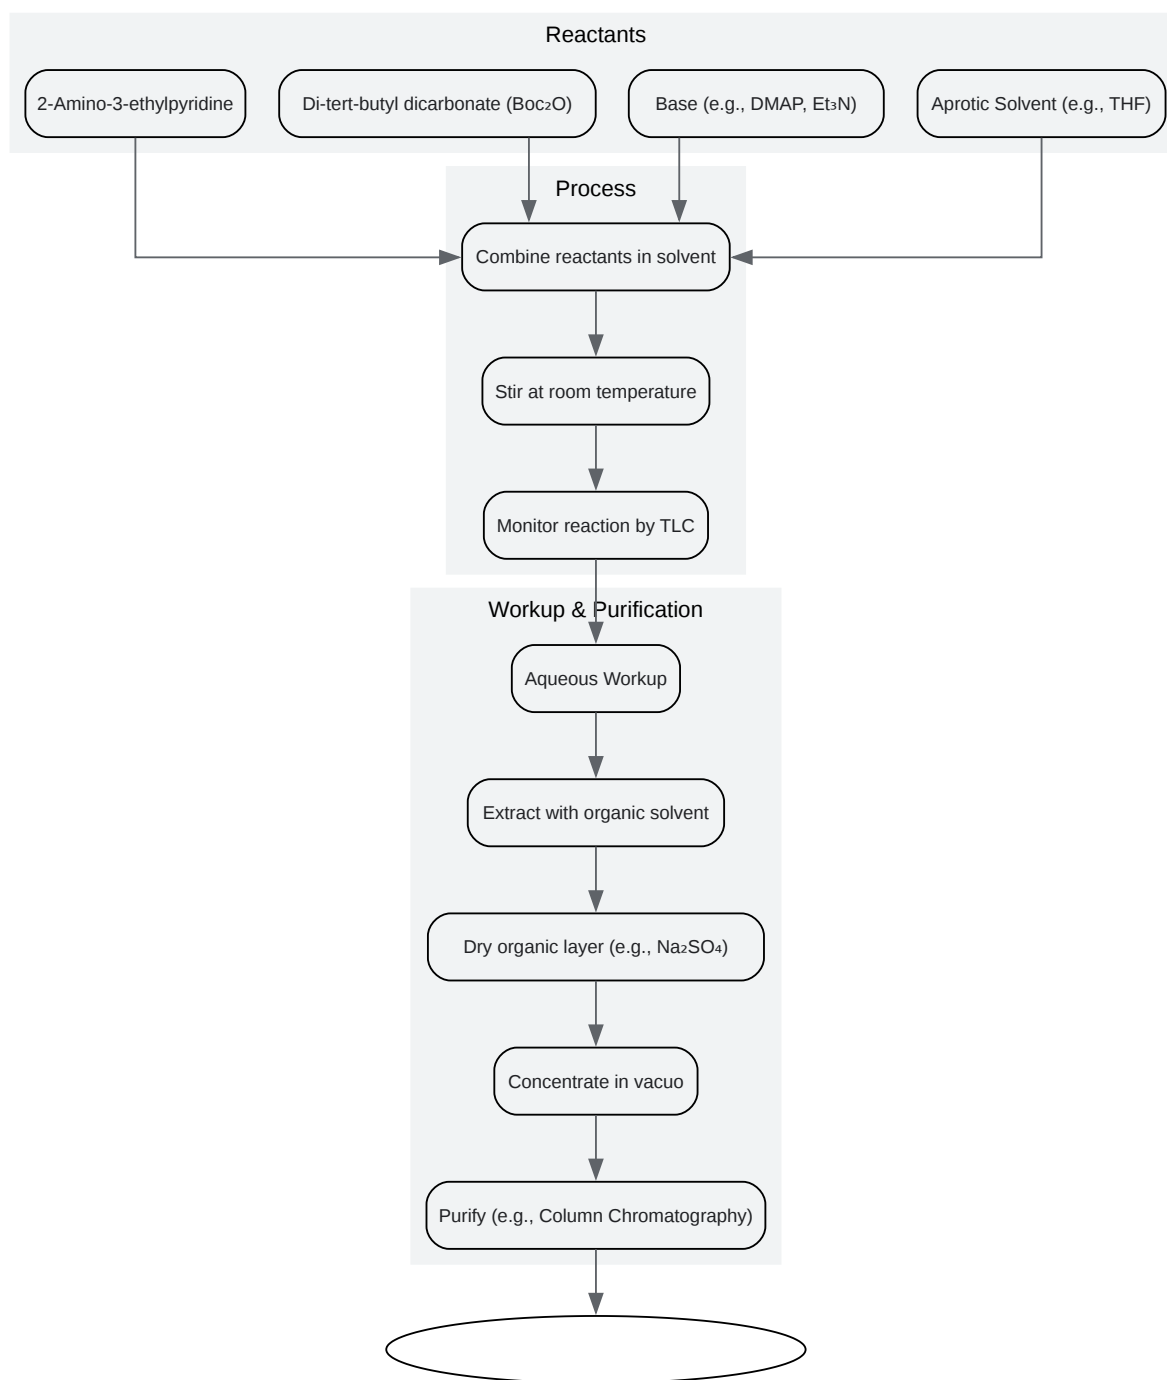 Reactants
2-Amino-3-ethylpyridine
Di-tert-butyl dicarbonate (Boc₂O)
Base (e.g., DMAP, Et₃N)
Aprotic Solvent (e.g., THF)
Process
Combine reactants in solvent
Stir at room temperature
Monitor reaction by TLC
Workup & Purification
Aqueous Workup
Extract with organic solvent
Dry organic layer (e.g., Na₂SO₄)
Concentrate in vacuo
Purify (e.g., Column Chromatography)